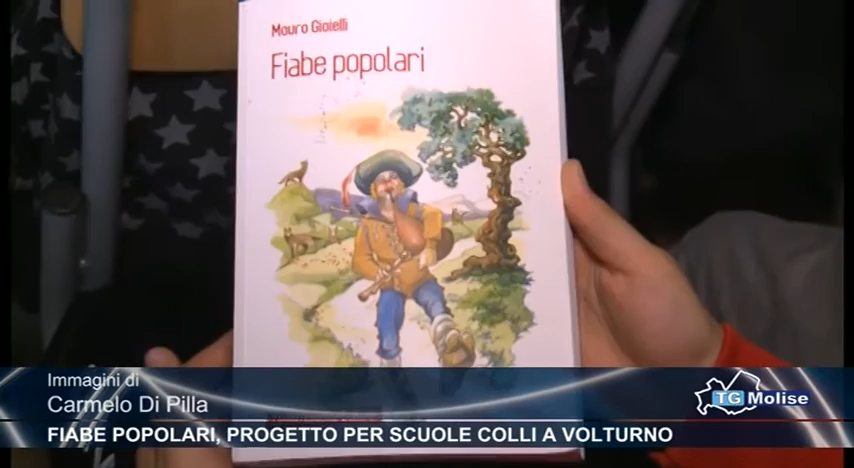 Mauro Gioielli
Fiabe popolari
Immagini di
Carmelo Di Pilla
TG Molise
FIABE POPOLARI, PROGETTO PER SCUOLE COLLI A VOLTURNO